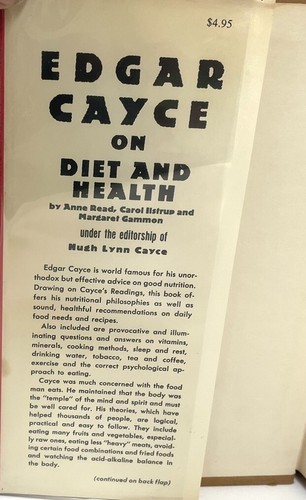 $4.95
EDGAR
CAYCE
ON
DIET AND
HEALTH
by Anne Read, Carol Ilstrup and
Margaret Gammon
under the editorship of
Hugh Lynn Cayce
Edgar Cayce is world famous for his unor-
thodox but effective advice on good nutrition.
Drawing on Cayce's Readings, this book of-
fers his nutritional philosophies as well as
sound, healthful recommendations on daily
food needs and recipes.
Also included are provocative and illum-
inating questions and answers on vitamins,
minerals, cooking methods, sleep and rest,
drinking water, tobacco, tea and coffee,
exercise and the correct psychological ap-
proach to eating.
Cayce was much concerned with the food
man eats. He maintained that the body was
the "temple" of the mind and spirit and must
be well cared for. His theories, which have
helped thousands of people, are logical,
practical and easy to follow. They include
eating many fruits and vegetables, especial-
ly raw ones, eating less "heavy" meats, avoid-
ing certain food combinations and fried foods
and watching the acid-alkaline balance in
the body.
(continued on back flap)